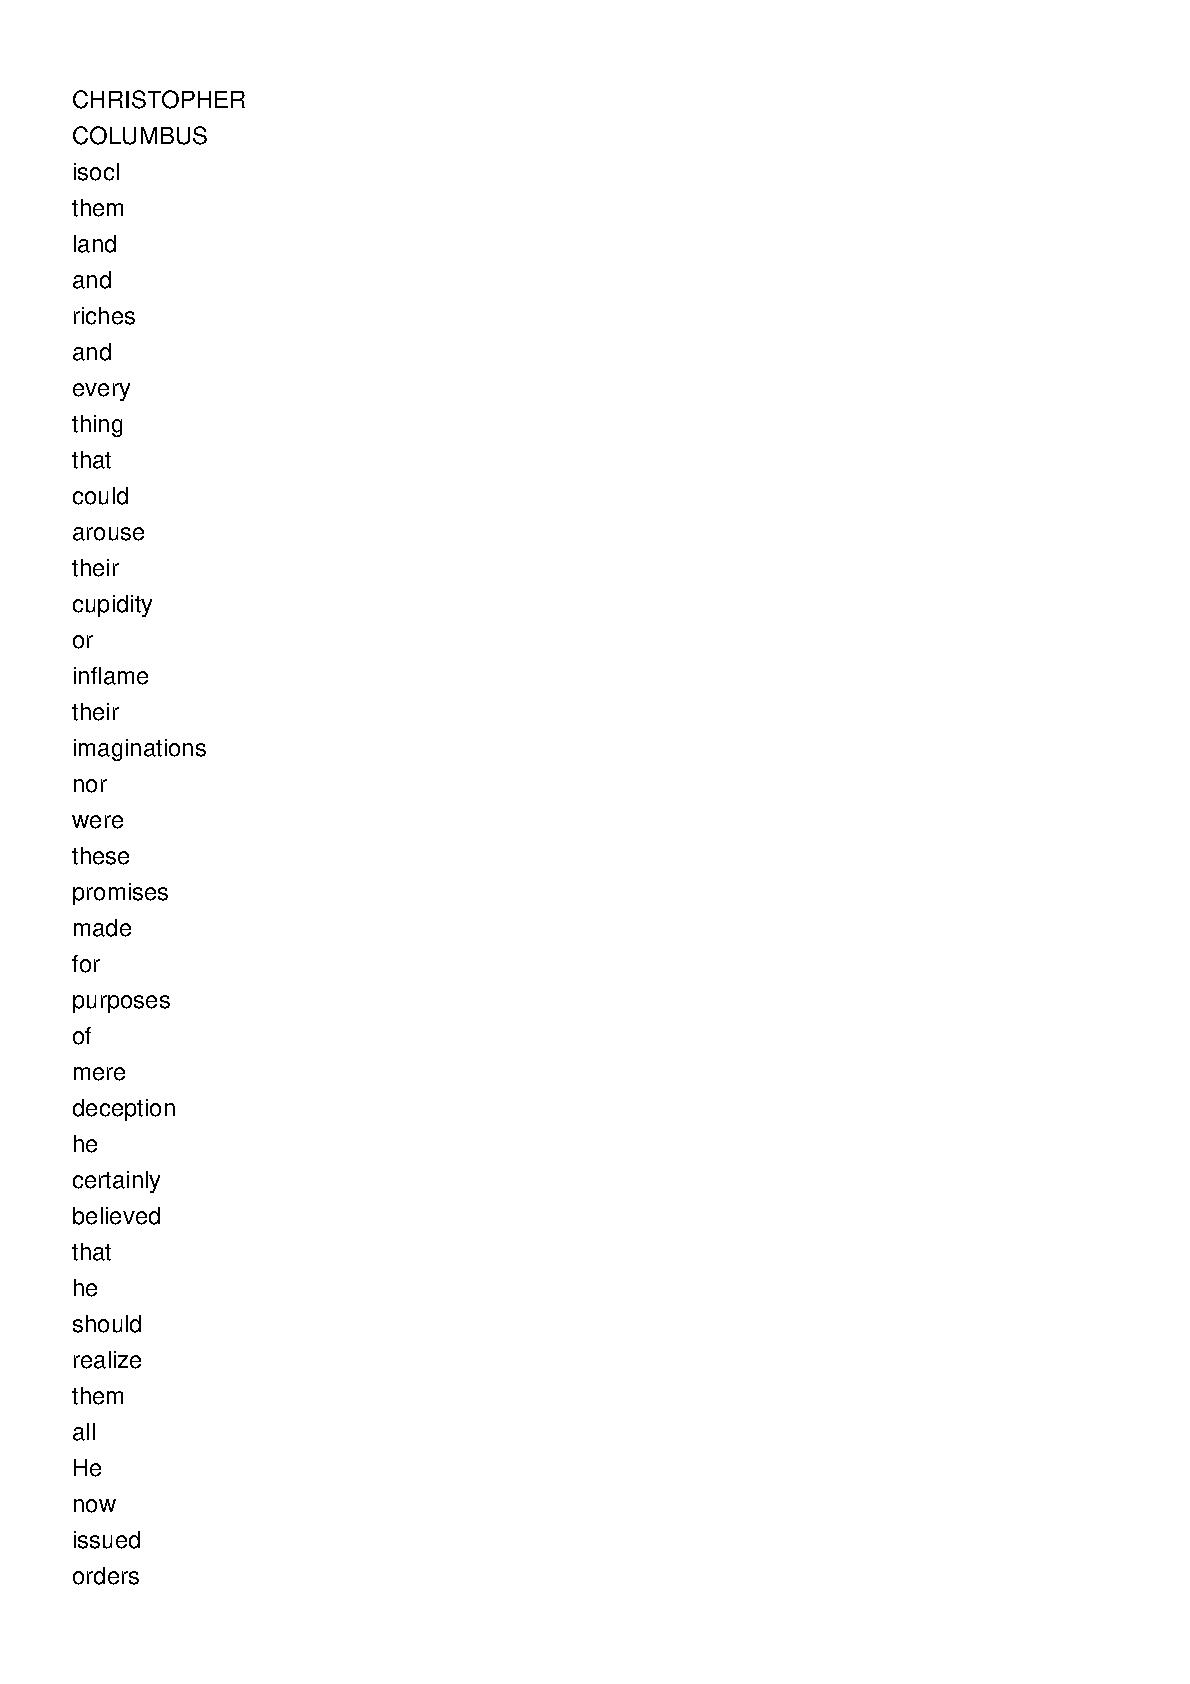 CHRISTOPHER
COLUMBUS
isocl
them
land
and
riches
and
every
thing
that
could
arouse
their
cupidity
or
inflame
their
imaginations
nor
were
these
promises
made
for
purposes
of
mere
deception
he
certainly
believed
that
he
should
realize
them
all
He
now
issued
orders